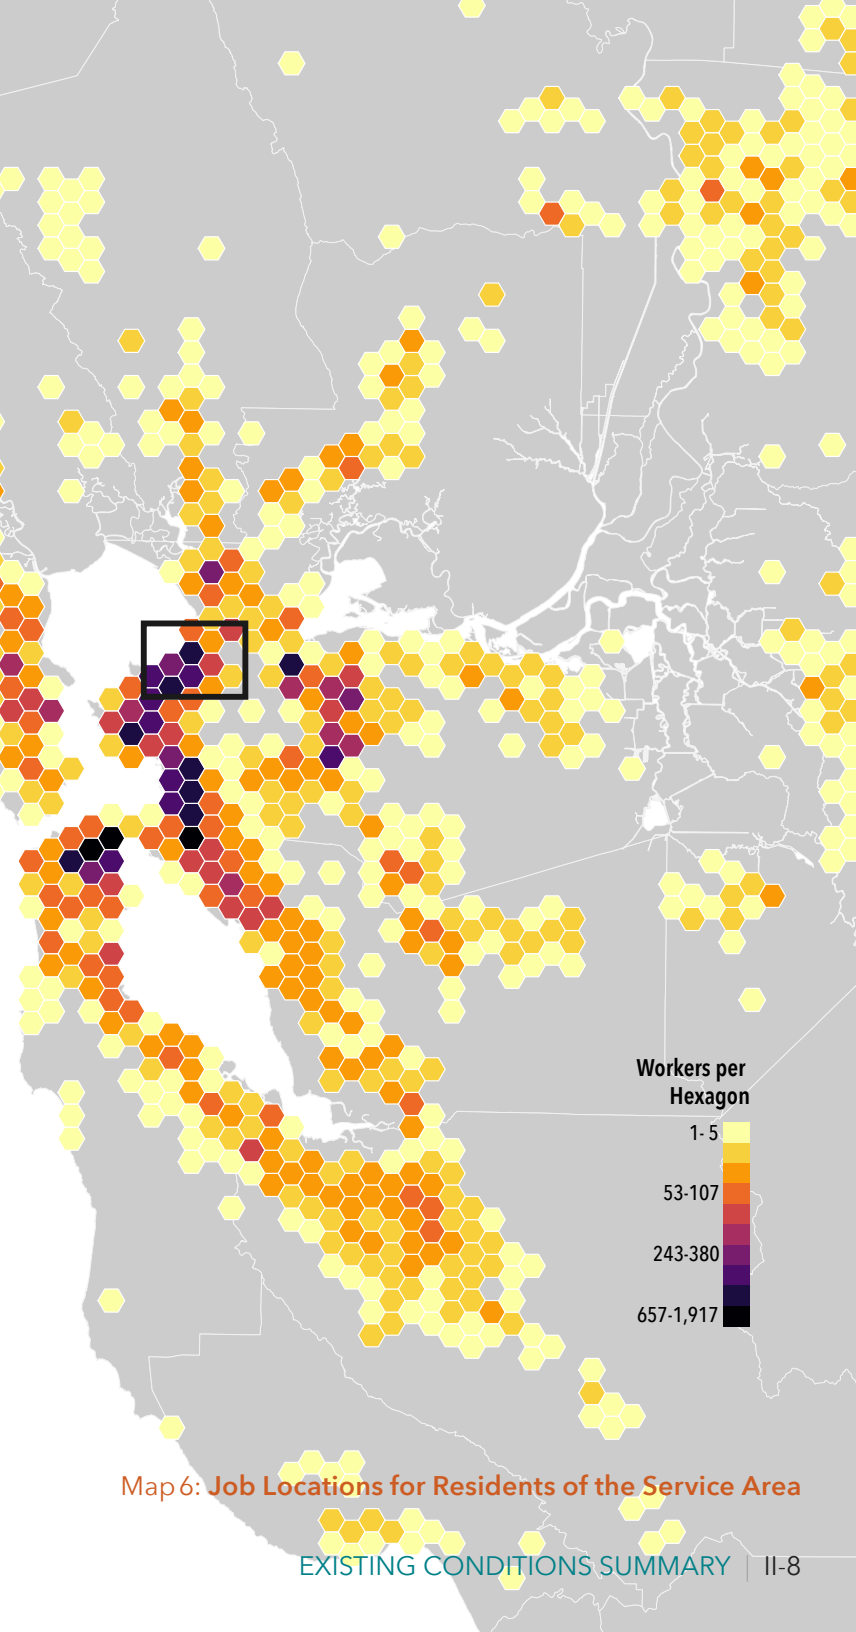 Workers per
Hexagon
1- 5
53-107
243-380
657-1,917
Map 6: Job Locations for Residents of the Service Area
EXISTING CONDITIONS SUMMARY | II-8